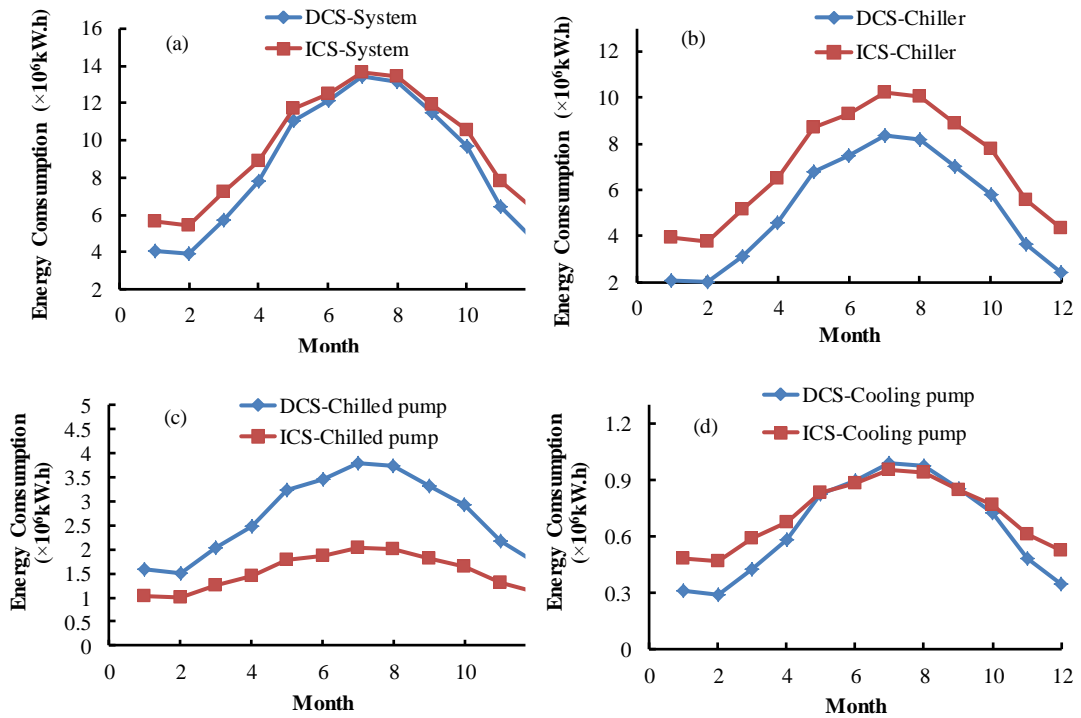 (a)
DCS-System
ICS-System
Energy Comsumption (×10⁶kW.h)
16
14
12
10
8
6
4
2
0
2
4
6
8
10
Month
(b)
DCS-Chiller
ICS-Chiller
Energy Comsumption (×10⁶kW.h)
12
10
8
6
4
2
0
2
4
6
8
10
12
Month
(c)
DCS-Chilled pump
ICS-Chilled pump
Energy Consumption
(×10⁶kW.h)
5
4.5
4
3.5
3
2.5
2
1.5
1
0.5
0
0
2
4
6
8
10
Month
(d)
DCS-Cooling pump
ICS-Cooling pump
Energy Consumption
(×10⁶kW.h)
1.2
0.9
0.6
0.3
0
0
2
4
6
8
10
12
Month